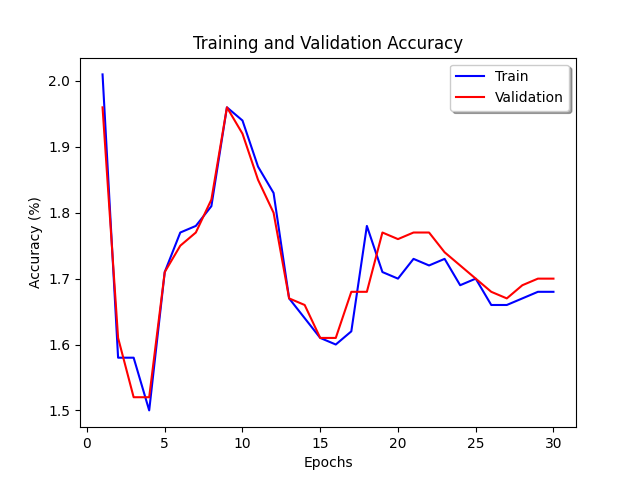 Training and Validation Accuracy
Train
Validation
Accuracy (%)
2.0
1.9
1.8
1.7
1.6
1.5
0 5 10 15 20 25 30
Epochs